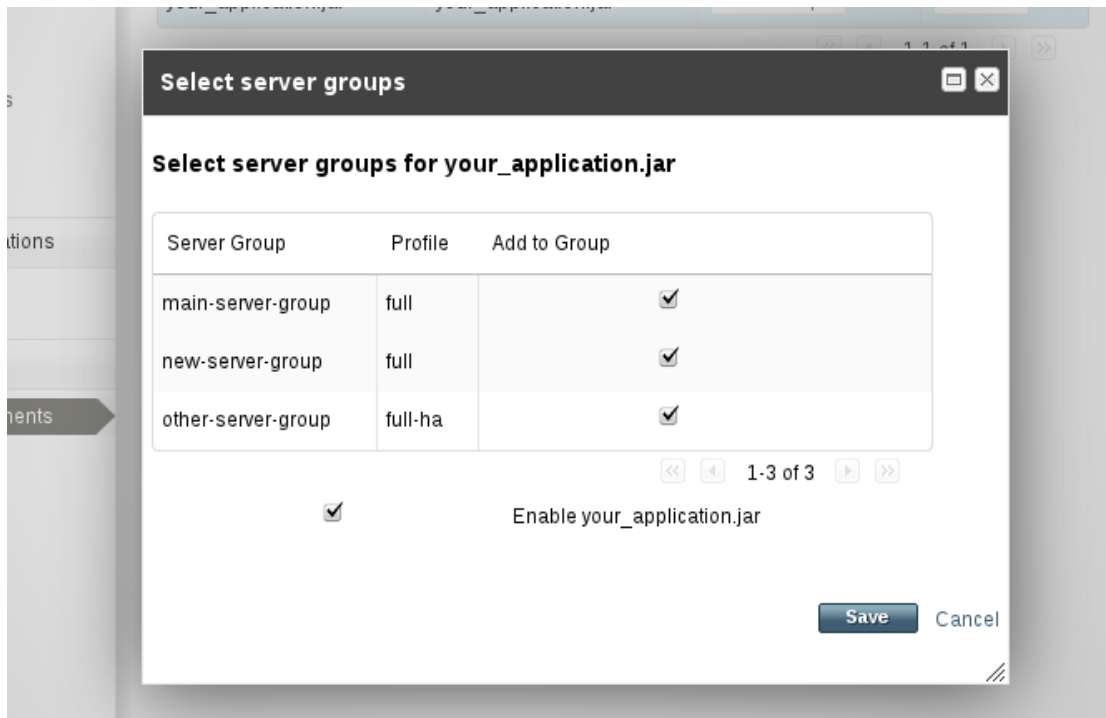 1-1 of 1
Select server groups
Select server groups for your_application.jar
Server Group Profile Add to Group
main-server-group full
new-server-group full
other-server-group full-ha
1-3 of 3
Enable your_application.jar
Save Cancel